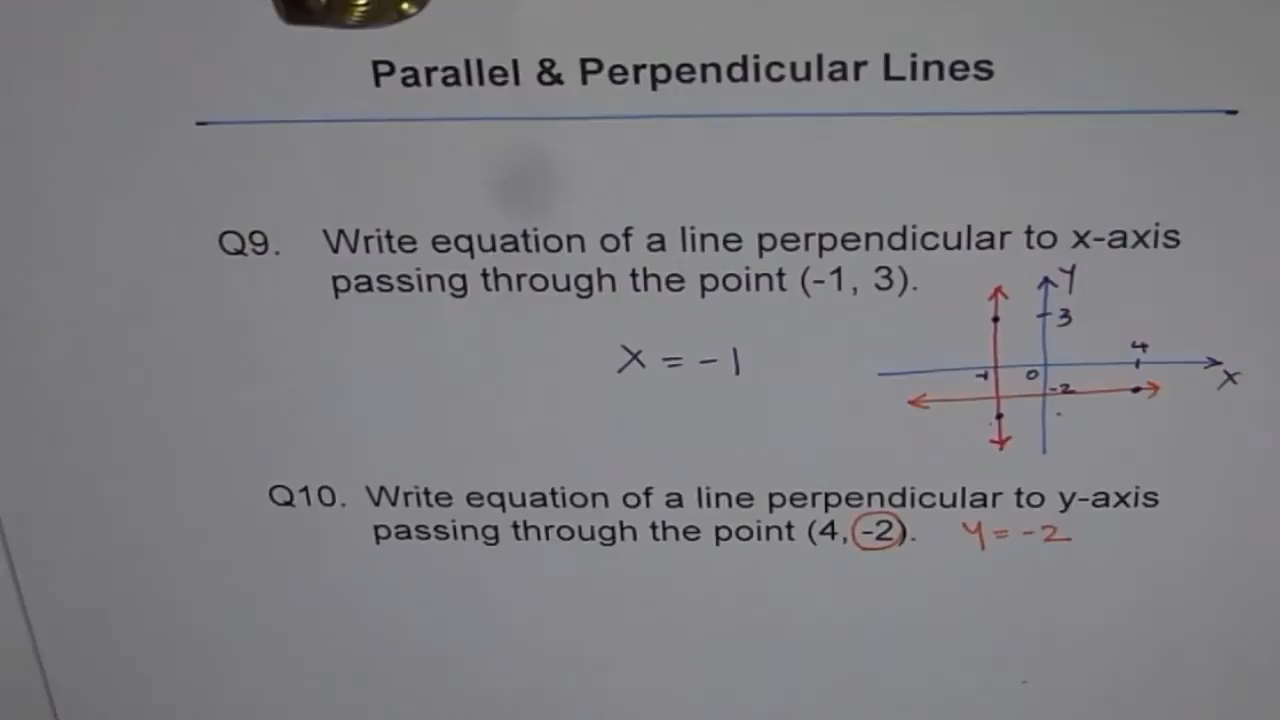 Parallel & Perpendicular Lines
Q9. Write equation of a line perpendicular to x-axis
passing through the point (-1, 3).
Y
3
x = -1
4
-1
0
-2
X
Q10. Write equation of a line perpendicular to y-axis
passing through the point (4, -2). Y = -2